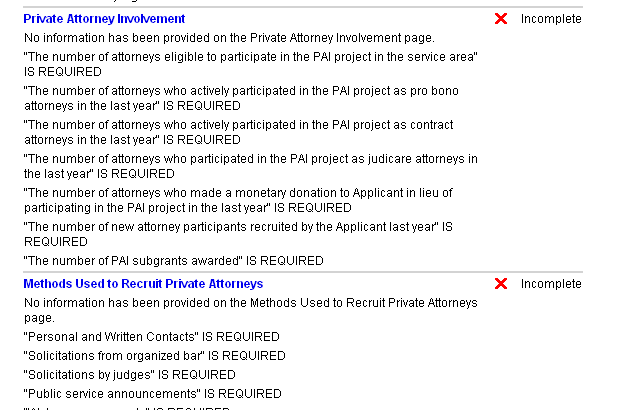 Private Attorney Involvement
Incomplete
No information has been provided on the Private Attorney Involvement page.
"The number of attorneys eligible to participate in the PAI project in the service area"
IS REQUIRED
"The number of attorneys who actively participated in the PAI project as pro bono
attorneys in the last year" IS REQUIRED
"The number of attorneys who actively participated in the PAI project as contract
attorneys in the last year" IS REQUIRED
"The number of attorneys who participated in the PAI project as judicare attorneys in
the last year" IS REQUIRED
"The number of attorneys who made a monetary donation to Applicant in lieu of
participating in the PAI project in the last year" IS REQUIRED
"The number of new attorney participants recruited by the Applicant last year" IS
REQUIRED
"The number of PAI subgrants awarded" IS REQUIRED
Methods Used to Recruit Private Attorneys
Incomplete
No information has been provided on the Methods Used to Recruit Private Attorneys
page.
"Personal and Written Contacts" IS REQUIRED
"Solicitations from organized bar" IS REQUIRED
"Solicitations by judges" IS REQUIRED
"Public service announcements" IS REQUIRED